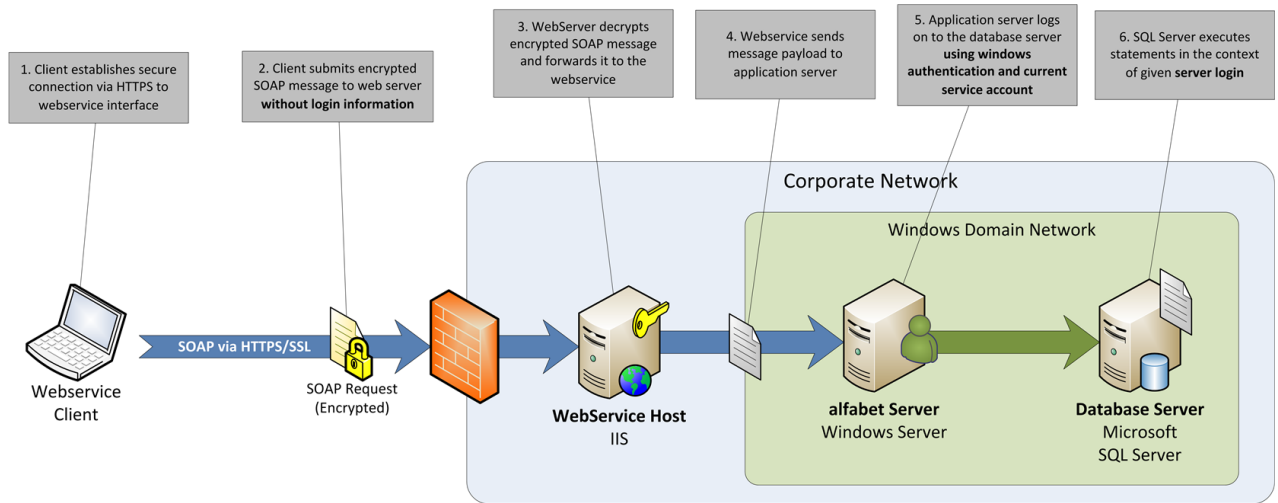 1. Client establishes secure
connection via HTTPS to
webservice interface
2. Client submits encrypted
SOAP message to web server
without login information
3. WebServer decrypts
encrypted SOAP message
and forwards it to the
webservice
4. Webservice sends
message payload to
application server
5. Application server logs
on to the database server
using windows
authentication and current
service account
6. SQL Server executes
statements in the context
of given server login
Corporate Network
Windows Domain Network
SOAP via HTTPS/SSL
Webservice
Client
SOAP Request
(Encrypted)
WebService Host
IIS
alfabet Server
Windows Server
Database Server
Microsoft
SQL Server